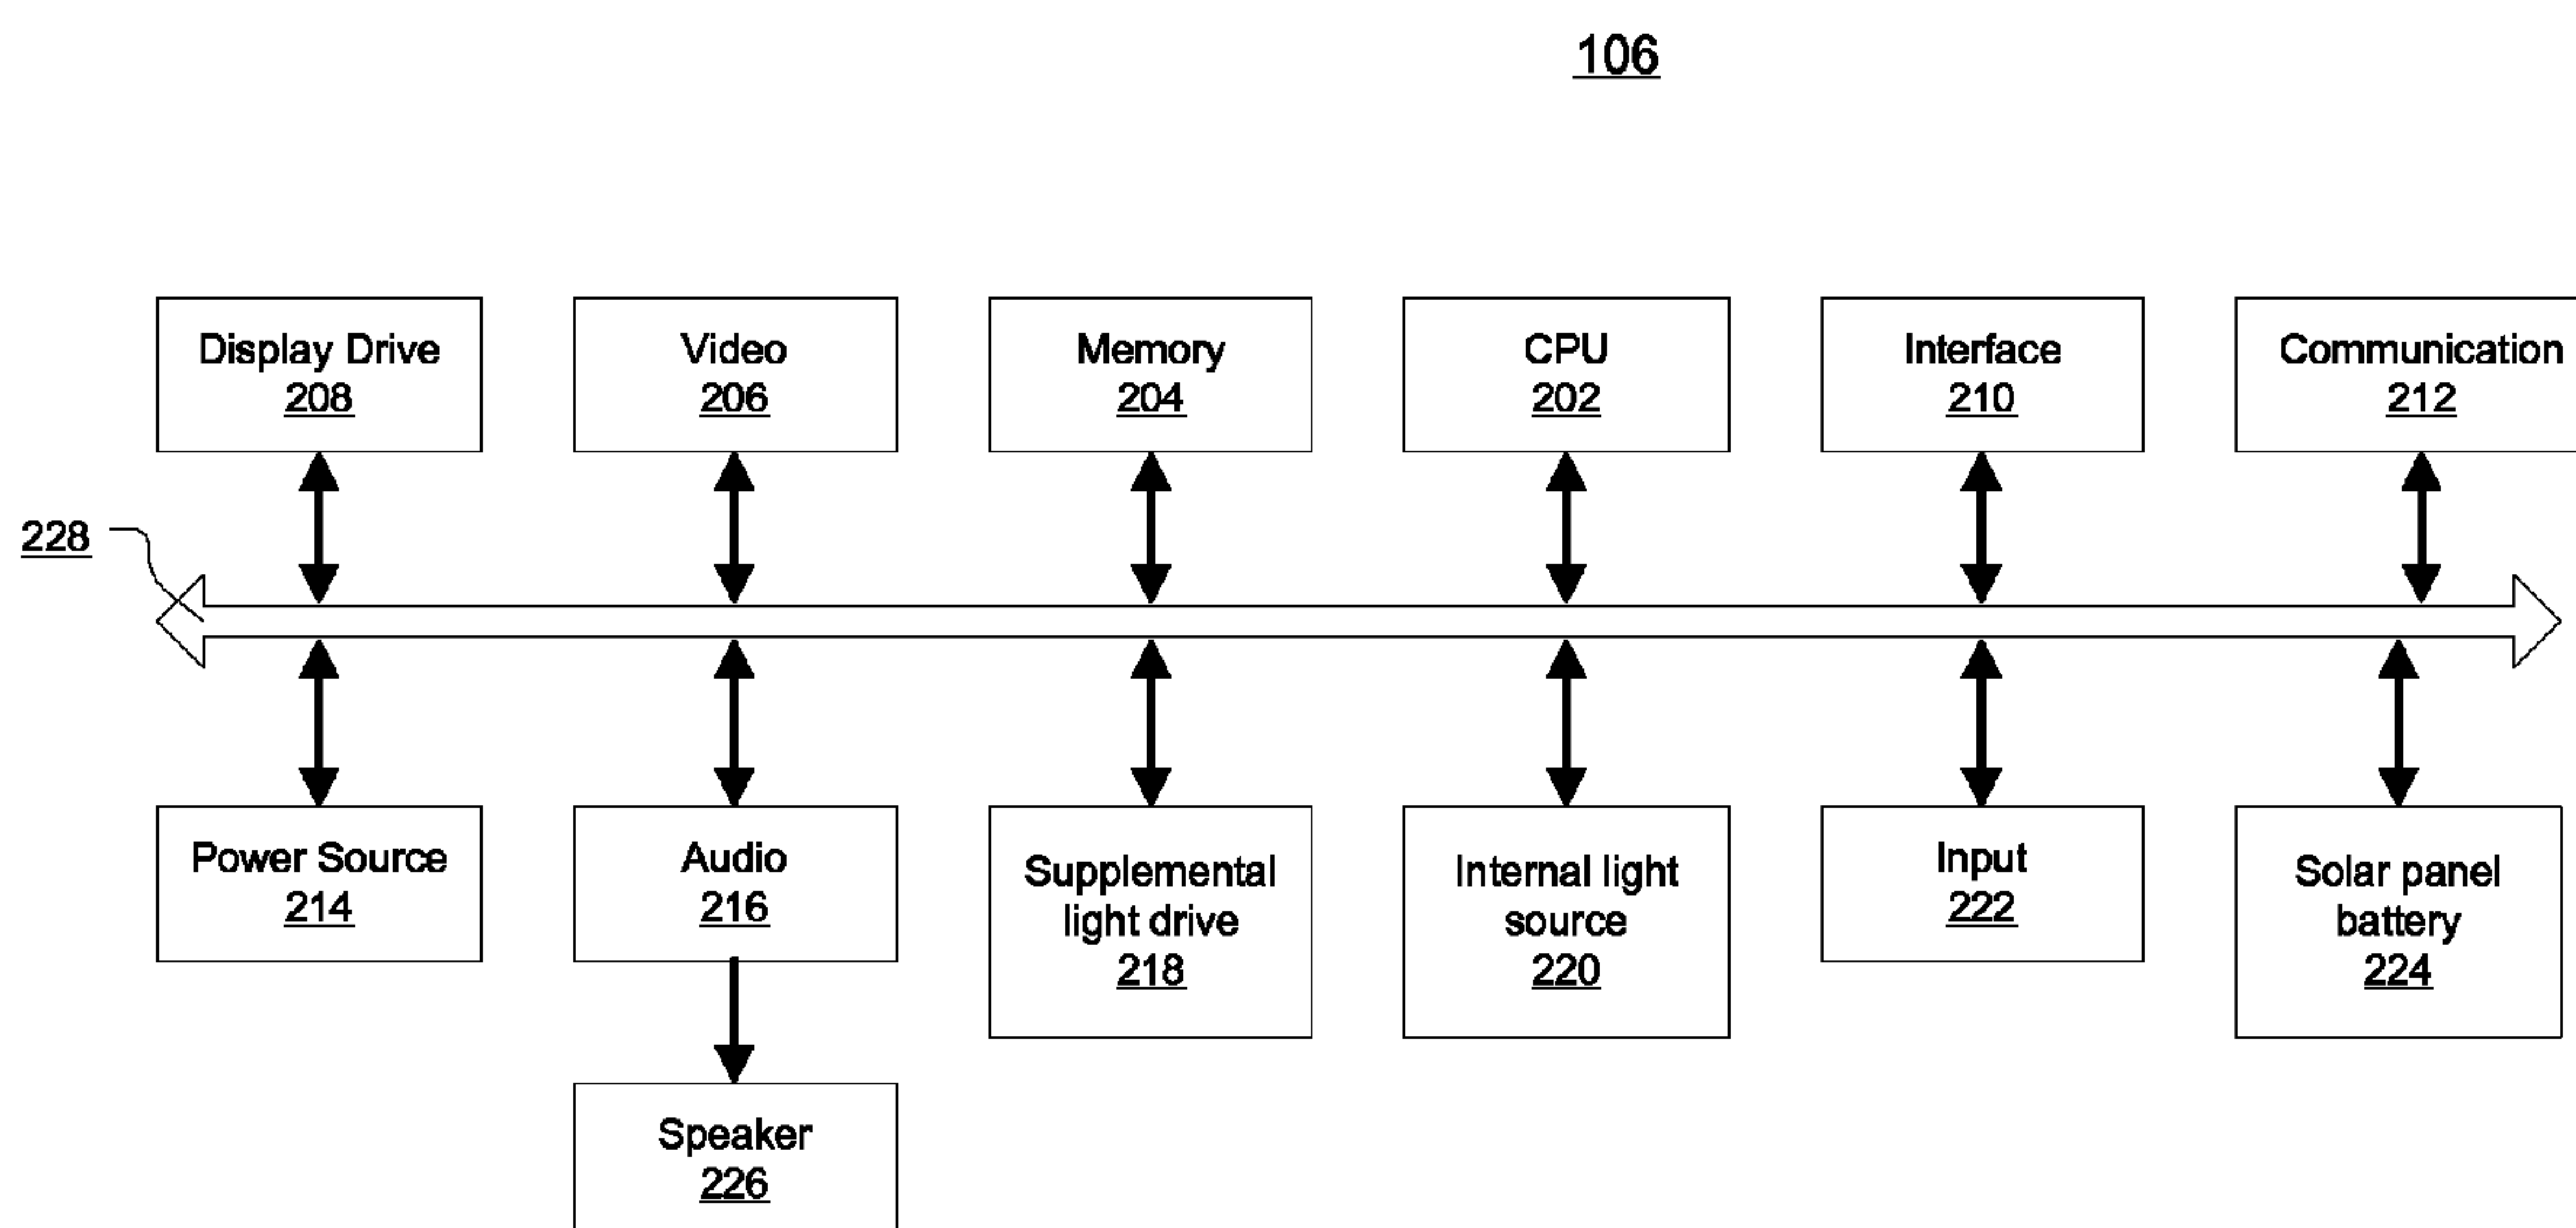 106
Display Drive
208
Video
206
Memory
204
CPU
202
Interface
210
Communication
212
228
Power Source
214
Audio
216
Supplemental
light drive
218
Internal light
source
220
Input
222
Solar panel
battery
224
Speaker
226